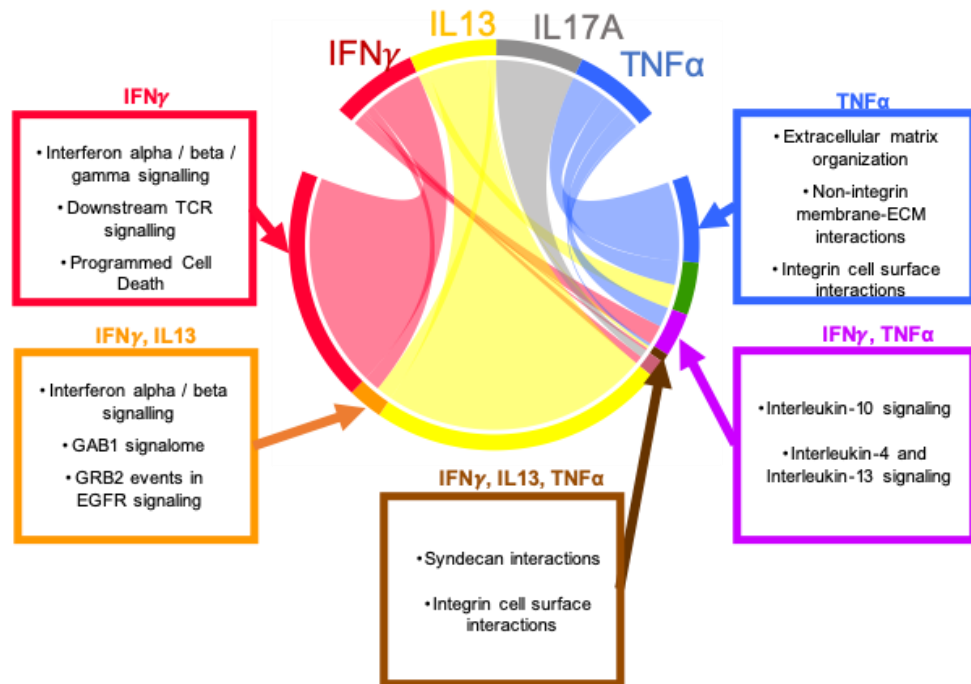 IFNγ
IL13
IL17A
TNFα
IFNγ
• Interferon alpha / beta /
gamma signalling
• Downstream TCR
signalling
• Programmed Cell
Death
TNFα
• Extracellular matrix
organization
• Non-integrin
membrane-ECM
interactions
• Integrin cell surface
interactions
IFNγ, IL13
• Interferon alpha / beta
signalling
• GAB1 signalome
• GRB2 events in
EGFR signaling
IFNγ, TNFα
• Interleukin-10 signaling
• Interleukin-4 and
Interleukin-13 signaling
IFNγ, IL13, TNFα
• Syndecan interactions
• Integrin cell surface
interactions